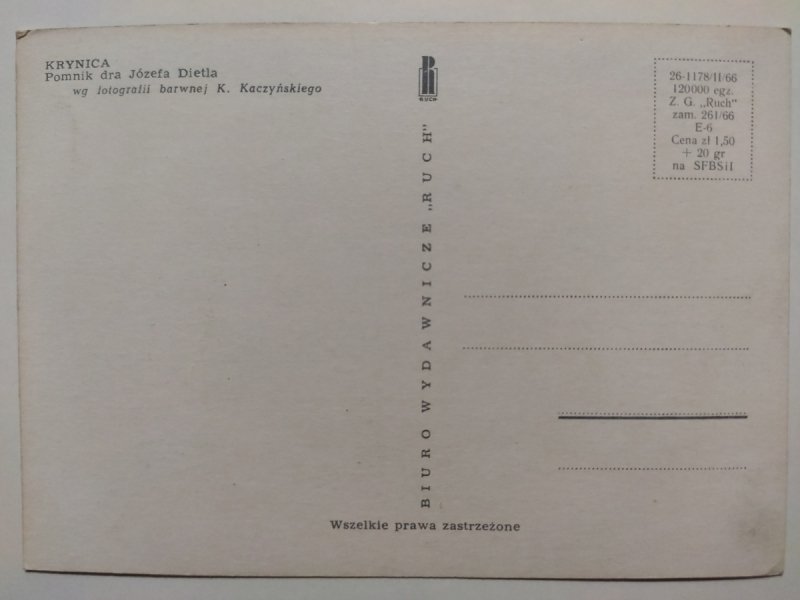 KRYNICA
Pomnik dra Józefa Dietla
wg fotografii barwnej K. Kaczyńskiego
RUCH
BIURO WYDAWNICZE „RUCH"
26-1178/II/66
120000 egz.
Z. G. „Ruch"
zam. 261/66
E-6
Cena zł 1,50
+ 20 gr
na SFBSiI
Wszelkie prawa zastrzeżone